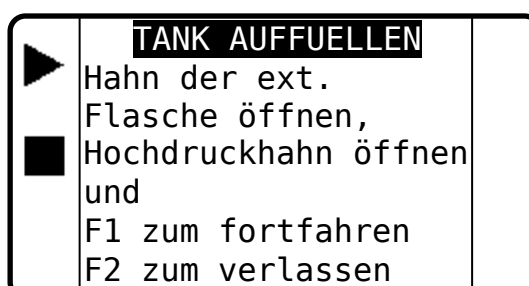 TANK AUFFUELLEN
Hahn der ext.
Flasche öffnen,
Hochdruckhahn öffnen
und
F1 zum fortfahren
F2 zum verlassen